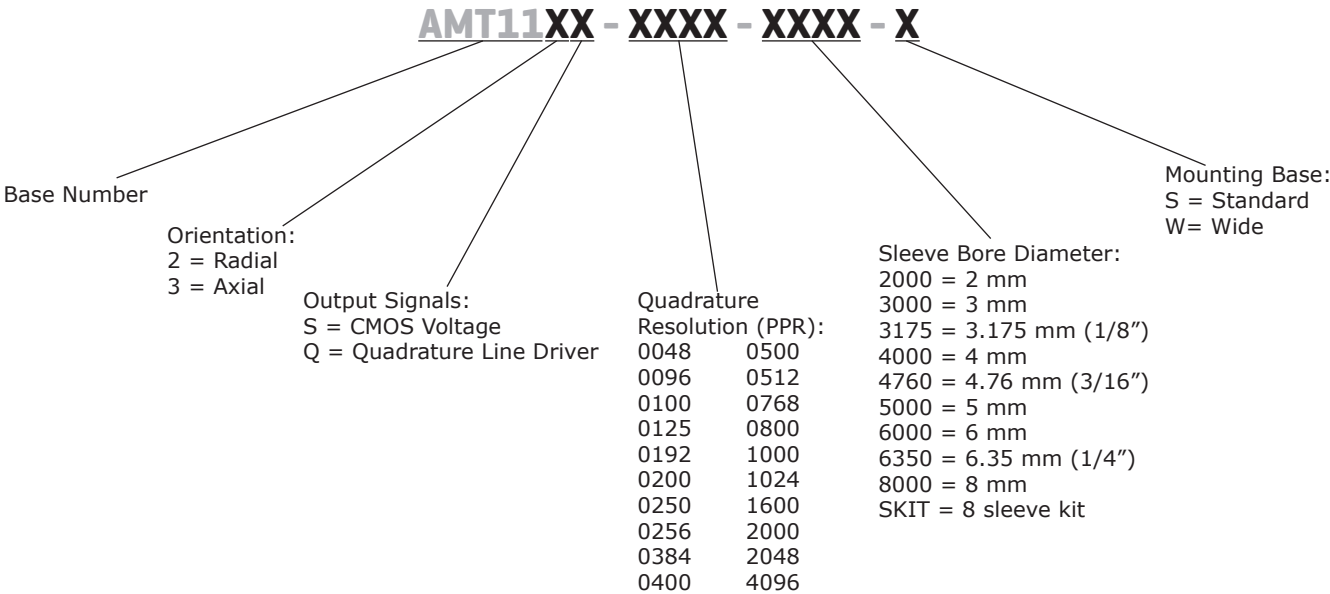 AMT11XX - XXXX - XXXX - X
Base Number
Orientation:
2 = Radial
3 = Axial
Output Signals:
S = CMOS Voltage
Q = Quadrature Line Driver
Quadrature
Resolution (PPR):
0048 0500
0096 0512
0100 0768
0125 0800
0192 1000
0200 1024
0250 1600
0256 2000
0384 2048
0400 4096
Sleeve Bore Diameter:
2000 = 2 mm
3000 = 3 mm
3175 = 3.175 mm (1/8”)
4000 = 4 mm
4760 = 4.76 mm (3/16”)
5000 = 5 mm
6000 = 6 mm
6350 = 6.35 mm (1/4”)
8000 = 8 mm
SKIT = 8 sleeve kit
Mounting Base:
S = Standard
W= Wide